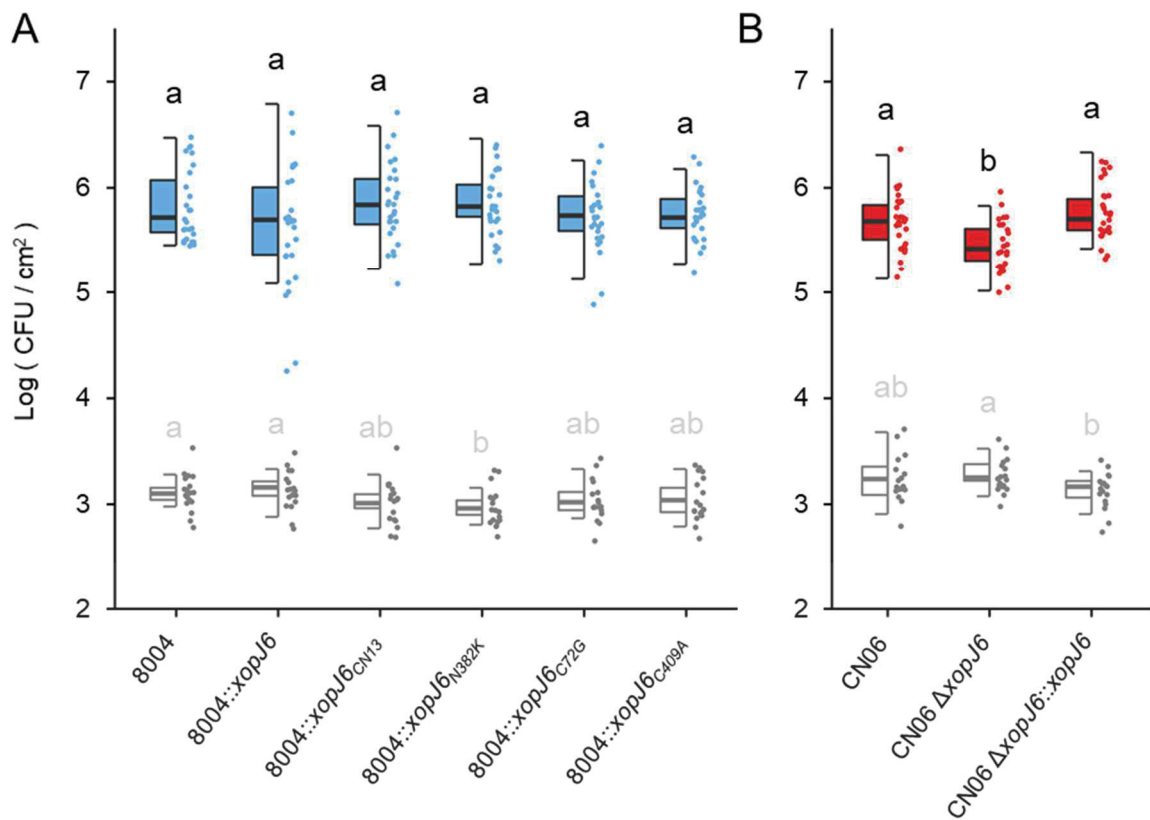 A
B
Log ( CFU / cm²)
7
6
5
4
3
2
a
a
a
a
a
a
a
a
ab
b
ab
ab
8004
8004::xopJ6
8004::xopJ6CN13
8004::xopJ6N382K
8004::xopJ6C72G
8004::xopJ6C409A
7
6
5
4
3
2
a
b
a
ab
a
b
CN06
CN06 ΔxopJ6
CN06 ΔxopJ6::xopJ6